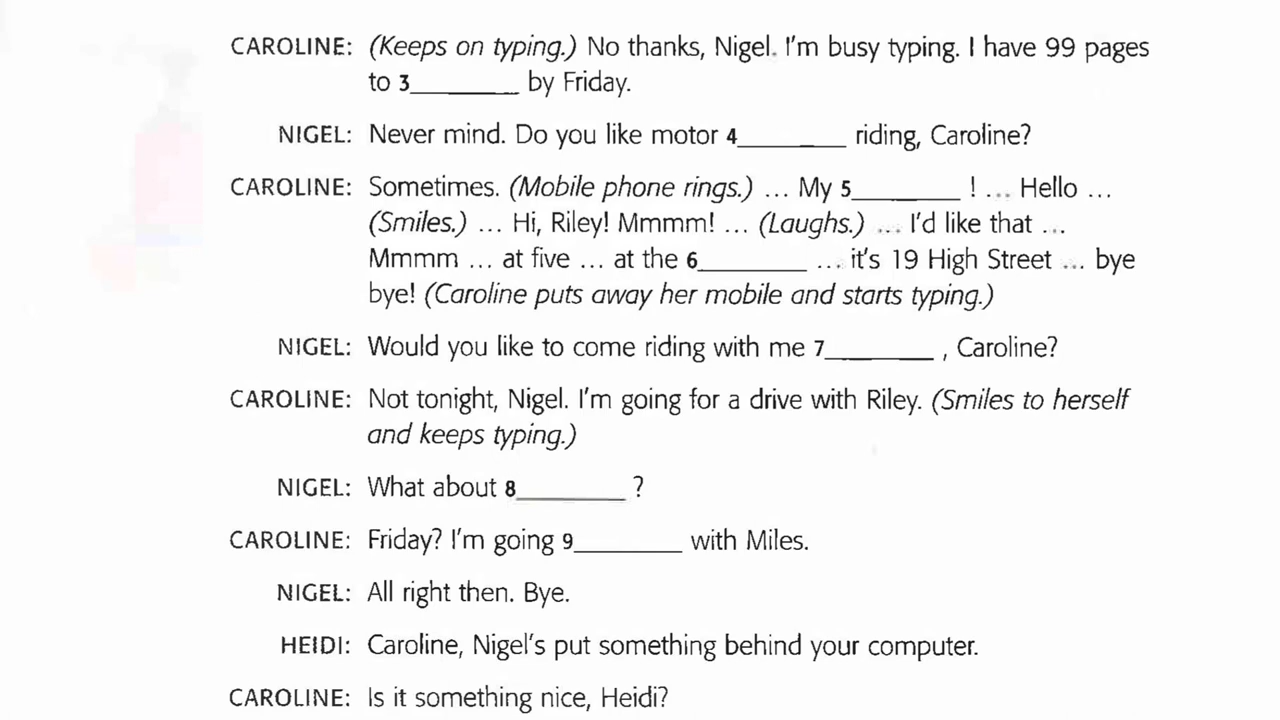 CAROLINE: (Keeps on typing.) No thanks, Nigel. I'm busy typing. I have 99 pages
to 3________ by Friday.
NIGEL: Never mind. Do you like motor 4________ riding, Caroline?
CAROLINE: Sometimes. (Mobile phone rings.) ... My 5________ ! ... Hello ...
(Smiles.) ... Hi, Riley! Mmmm! ... (Laughs.) ... I'd like that ...
Mmmm ... at five ... at the 6________ ... it's 19 High Street ... bye
bye! (Caroline puts away her mobile and starts typing.)
NIGEL: Would you like to come riding with me 7________ , Caroline?
CAROLINE: Not tonight, Nigel. I'm going for a drive with Riley. (Smiles to herself
and keeps typing.)
NIGEL: What about 8________ ?
CAROLINE: Friday? I'm going 9________ with Miles.
NIGEL: All right then. Bye.
HEIDI: Caroline, Nigel's put something behind your computer.
CAROLINE: Is it something nice, Heidi?